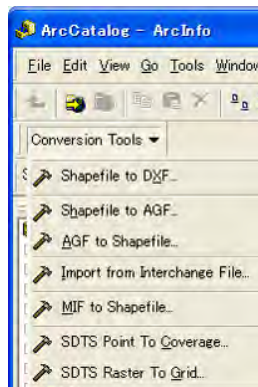 ArcCatalog - ArcInfo
File Edit View Go Tools Window
Conversion Tools
Shapefile to DXF...
Shapefile to AGF...
AGF to Shapefile...
Import from Interchange File...
MIF to Shapefile...
SDTS Point To Coverage...
SDTS Raster To Grid...